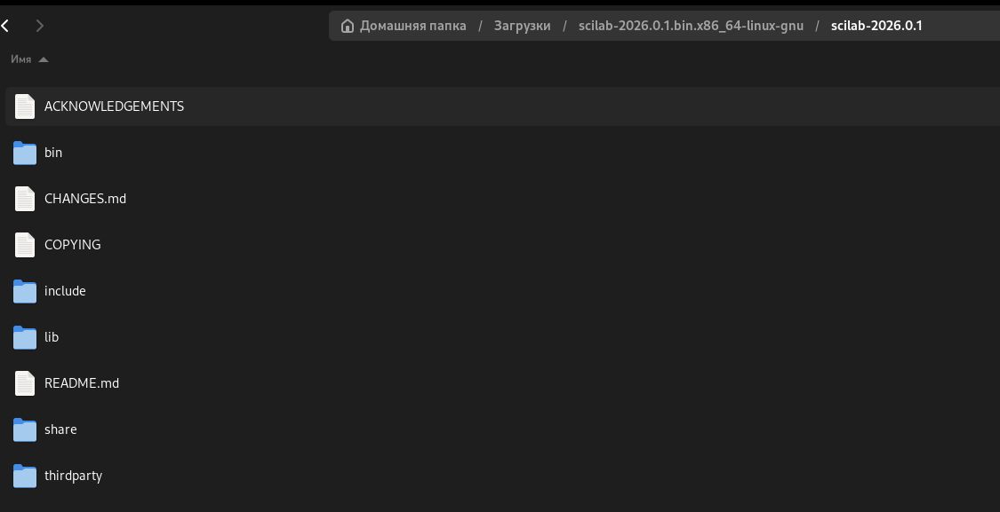 Домашняя папка / Загрузки / scilab-2026.0.1.bin.x86_64-linux-gnu / scilab-2026.0.1
Имя
ACKNOWLEDGEMENTS
bin
CHANGES.md
COPYING
include
lib
README.md
share
thirdparty